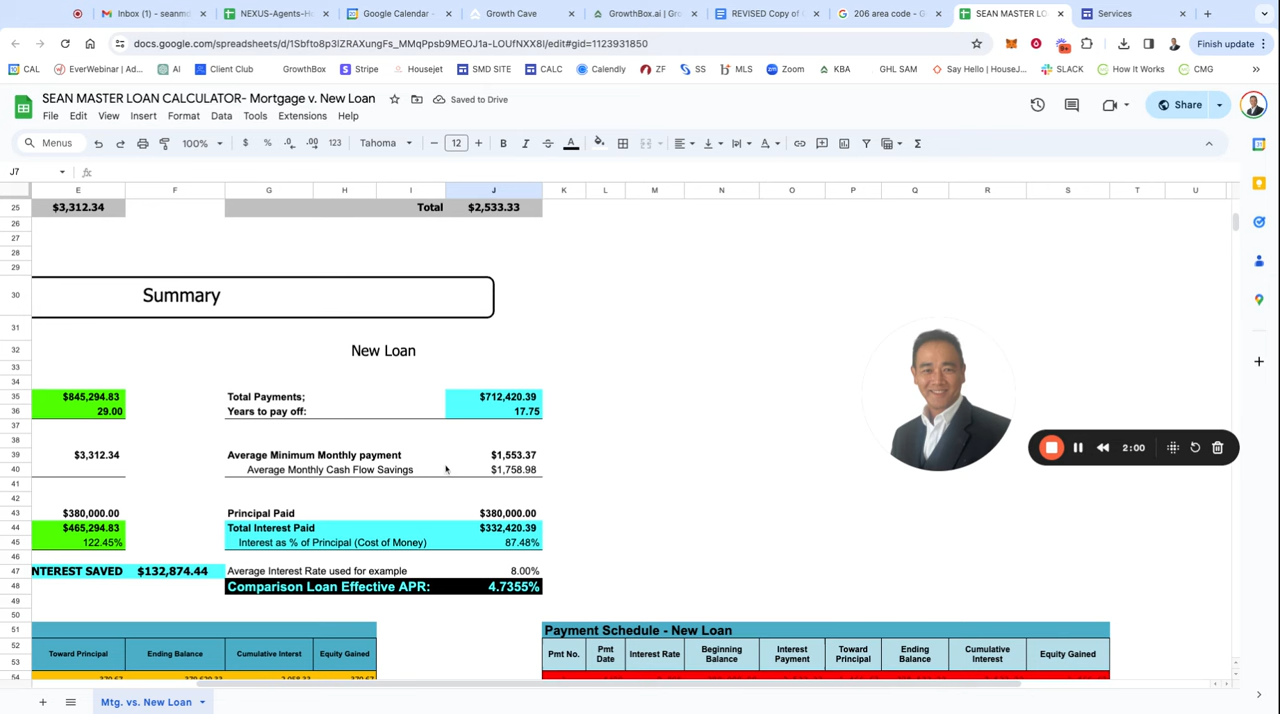 Inbox (4) - seanmd
NEXUS-Agents-H
Google Calendar -
Growth Cave
GrowthBox.ai | Gro
REVISED Copy of
206 area code - G
SEAN MASTER LO
Services
docs.google.com/spreadsheets/d/1Sbfto8p3IZRAXungFs_MMqPpsb9MEOJ1a-LOUfNXX8I/edit#gid=1123931850
Finish update
CAL
EverWebinar | Ad...
AI
Client Club
GrowthBox
Stripe
Housejet
SMD SITE
CALC
Calendly
ZF
SS
MLS
Zoom
KBA
GHL SAM
Say Hello | HouseJ...
SLACK
How It Works
CMG
SEAN MASTER LOAN CALCULATOR- Mortgage v. New Loan
Saved to Drive
File Edit View Insert Format Data Tools Extensions Help
Share
Menus 100% $ % .0 .00 123 Tahoma 12 B I A
J7 fx
E F G H I J K L M N O P Q R S T U
25 $3,312.34 Total $2,533.33
26
27
28
29
30 Summary
31
32 New Loan
33
34
35 $845,294.83 Total Payments; $712,420.39
36 29.00 Years to pay off: 17.75
37
38
39 $3,312.34 Average Minimum Monthly payment $1,553.37
40 Average Monthly Cash Flow Savings $1,758.98
41
42
43 $380,000.00 Principal Paid $380,000.00
44 $465,294.83 Total Interest Paid $332,420.39
45 122.45% Interest as % of Principal (Cost of Money) 87.48%
46
47 NTEREST SAVED $132,874.44 Average Interest Rate used for example 8.00%
48 Comparison Loan Effective APR: 4.7355%
49
50
51 Payment Schedule - New Loan
52
53
Toward Principal Ending Balance Cumulative Interst Equity Gained Pmt No. Pmt Date Interest Rate Beginning Balance Interest Payment Toward Principal Ending Balance Cumulative Interest Equity Gained
54
2:00
Mtg. vs. New Loan